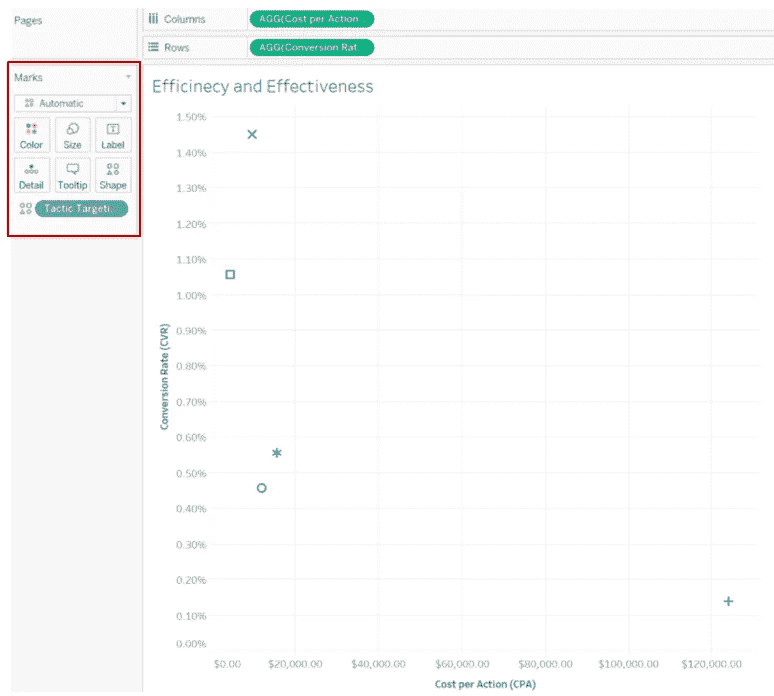 Pages
Columns
AGG(Cost per Action
Rows
AGG(Conversion Rat..
Marks
Automatic
Color
Size
Label
Detail
Tooltip
Shape
Tactic Targeti..
Efficinecy and Effectiveness
1.50%
1.40%
1.30%
1.20%
1.10%
1.00%
0.90%
0.80%
0.70%
0.60%
0.50%
0.40%
0.30%
0.20%
0.10%
0.00%
Conversion Rate (CVR)
$0.00
$20,000.00
$40,000.00
$60,000.00
$80,000.00
$100,000.00
$120,000.00
Cost per Action (CPA)